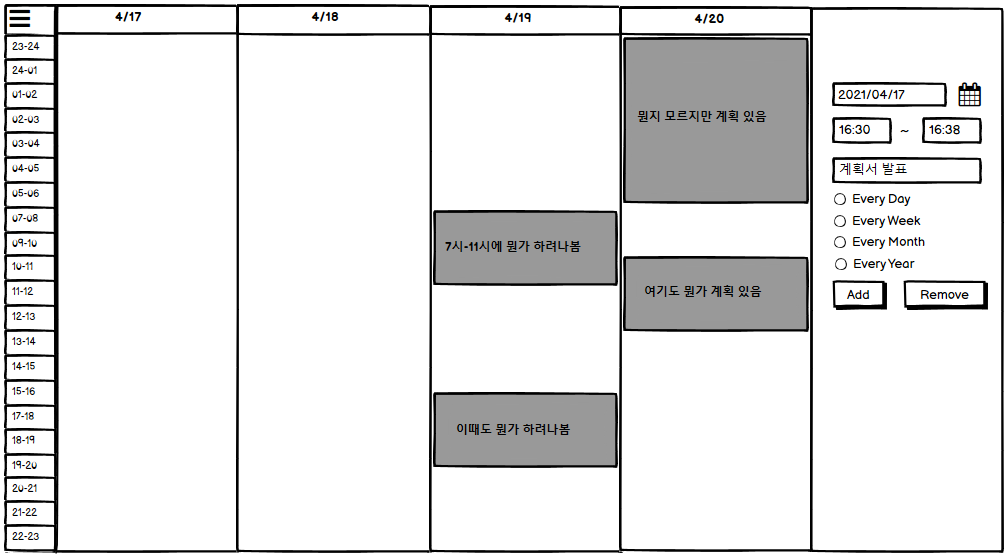 4/17
4/18
4/19
4/20
23-24
24-01
01-02
02-03
03-04
04-05
05-06
07-08
09-10
10-11
11-12
12-13
13-14
14-15
15-16
17-18
18-19
19-20
20-21
21-22
22-23
7시-11시에 뭔가 하려나봄
이때도 뭔가 하려나봄
뭔지 모르지만 계획 있음
여기도 뭔가 계획 있음
2021/04/17
16:30 ~ 16:38
계획서 발표
Every Day
Every Week
Every Month
Every Year
Add
Remove